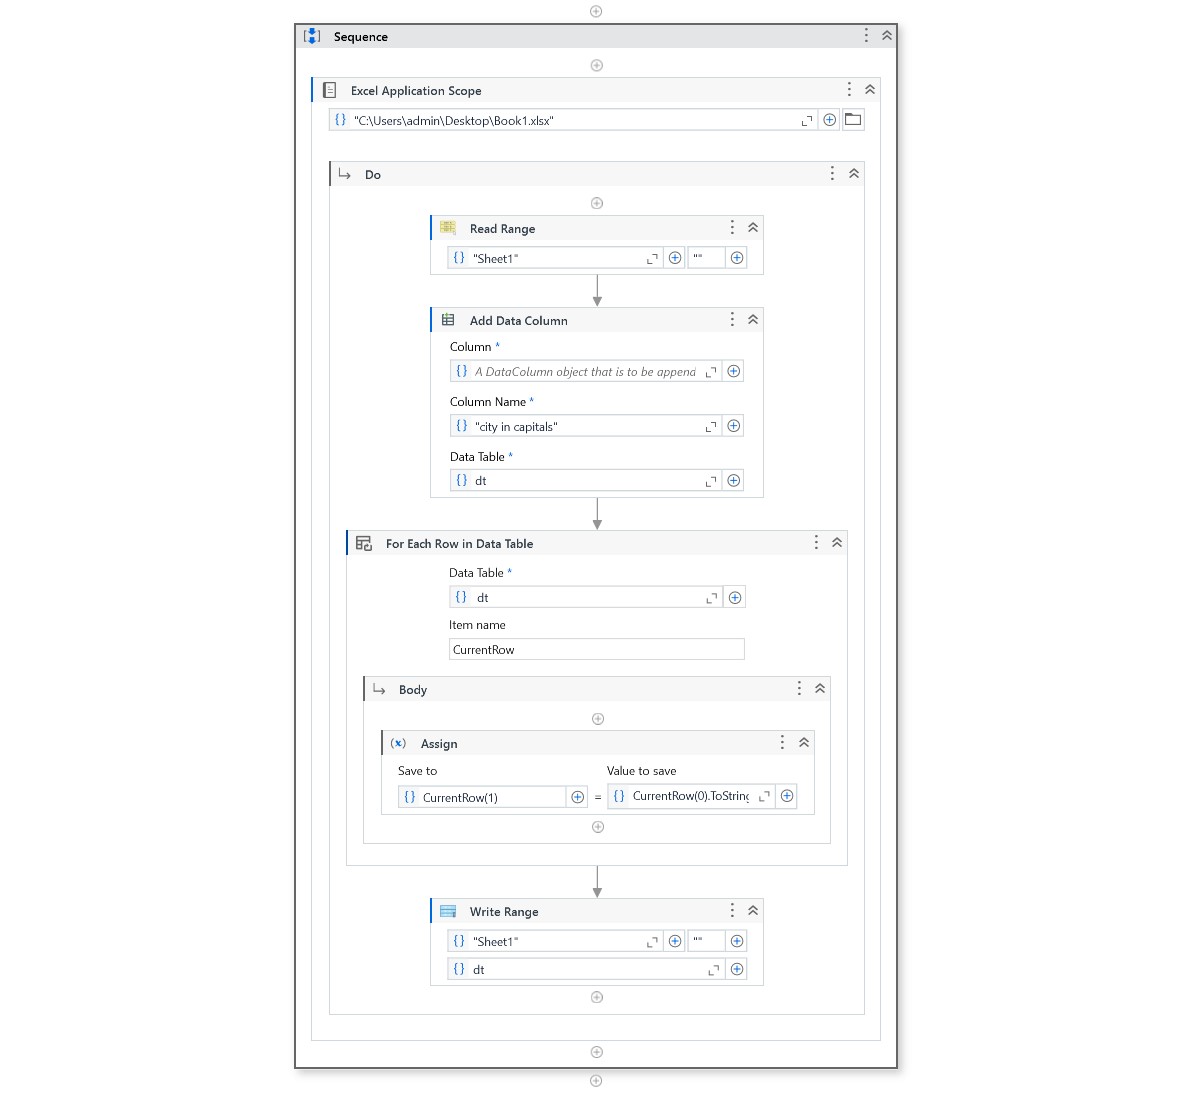 Sequence
Excel Application Scope
"C:\Users\admin\Desktop\Book1.xlsx"
Do
Read Range
"Sheet1" ""
Add Data Column
Column *
A DataColumn object that is to be append
Column Name *
"city in capitals"
Data Table *
dt
For Each Row in Data Table
Data Table *
dt
Item name
CurrentRow
Body
Assign
Save to Value to save
CurrentRow(1) = CurrentRow(0).ToString
Write Range
"Sheet1" ""
dt